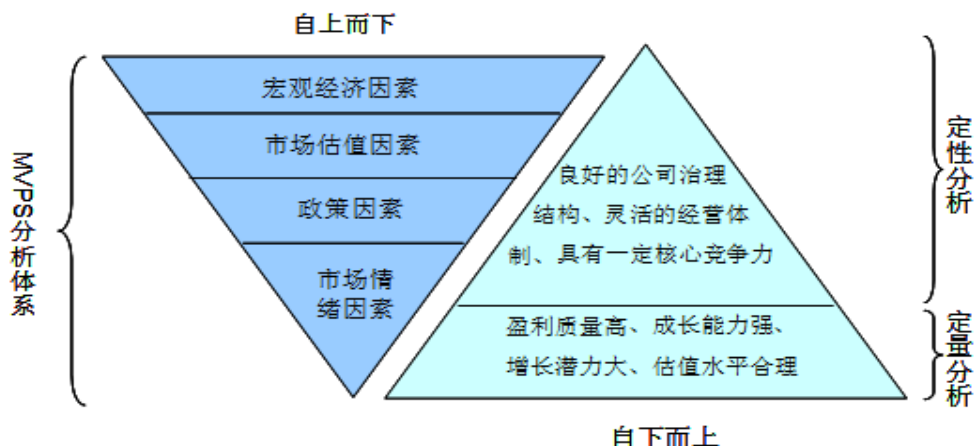 自上而下
MVPS分析体系
宏观经济因素
市场估值因素
政策因素
市场情
绪因素
良好的公司治理
结构、灵活的经营体
制、具有一定核心竞争力
盈利质量高、成长能力强、
增长潜力大、估值水平合理
定性分析
定量分析
自下而上